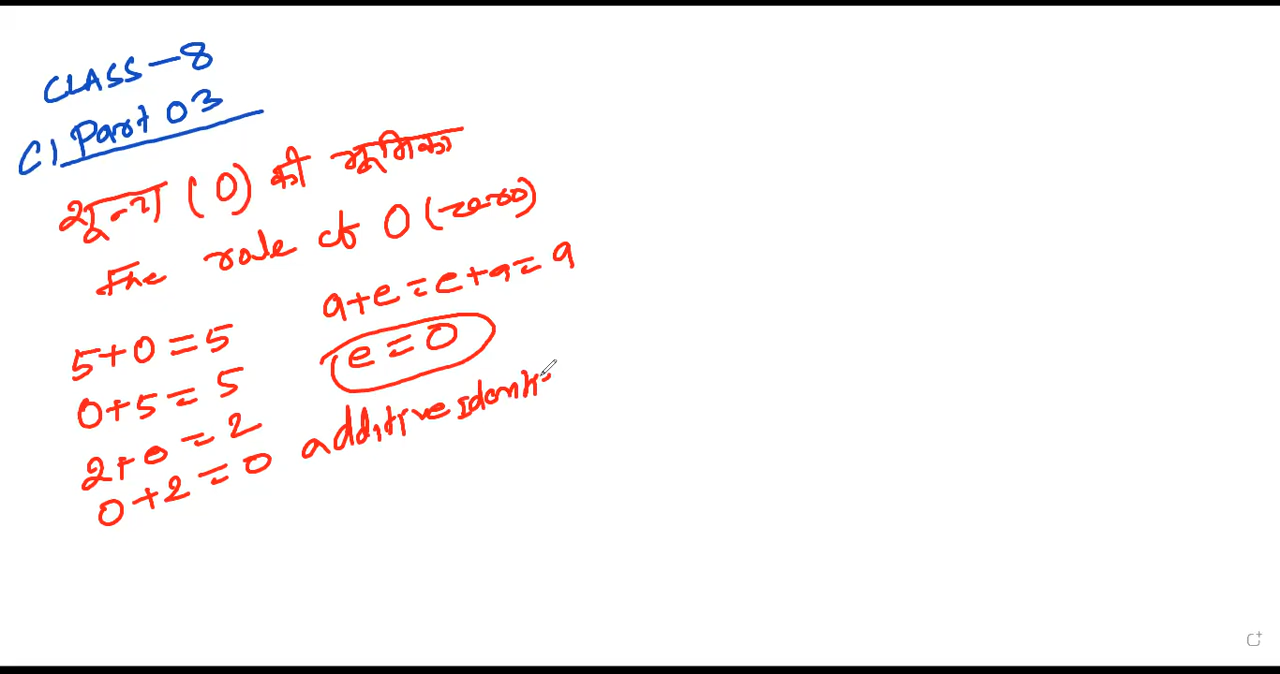 CLASS-8
C1 Part 03
शून्य (0) की भूमिका
The role of 0 (zero)
5+0=5
0+5=5
2+0=2
0+2=0
a+e=e+a=a
e=0
additive identi